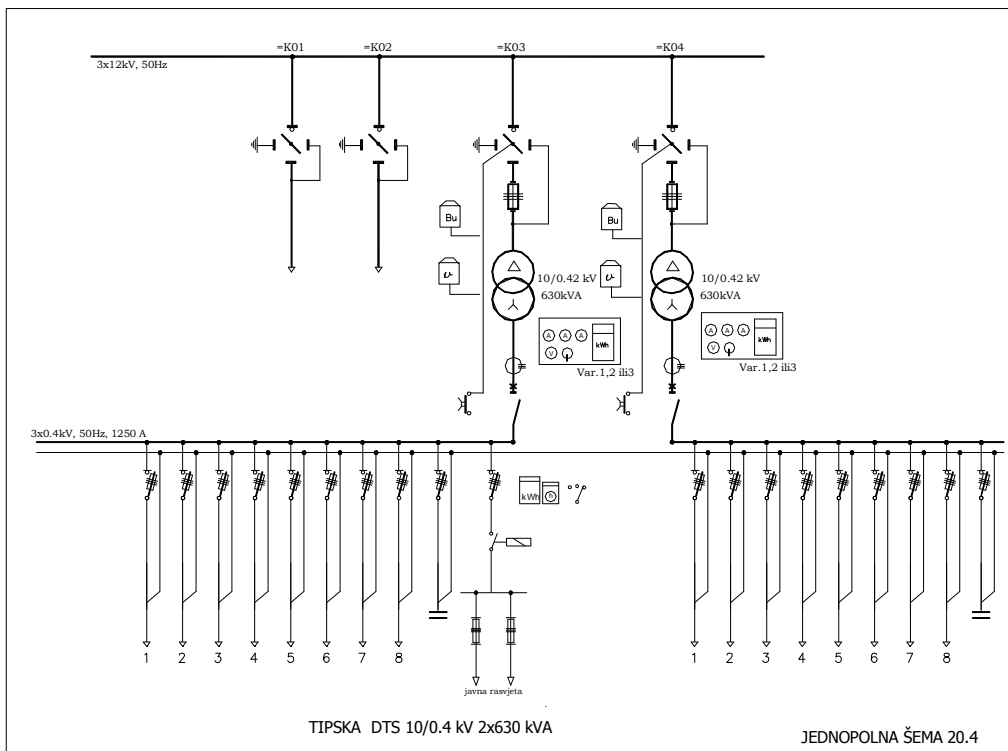 =K01 =K02 =K03 =K04
3x12kV, 50Hz
Bu Bu
10/0.42 kV 10/0.42 kV
630kVA 630kVA
A A A A A A
kWh kWh
V V
Var.1,2 ili3 Var.1,2 ili3
3x0.4kV, 50Hz, 1250 A
kWh h
1 2 3 4 5 6 7 8 1 2 3 4 5 6 7 8
javna rasvjeta
TIPSKA DTS 10/0.4 kV 2x630 kVA
JEDNOPOLNA ŠEMA 20.4